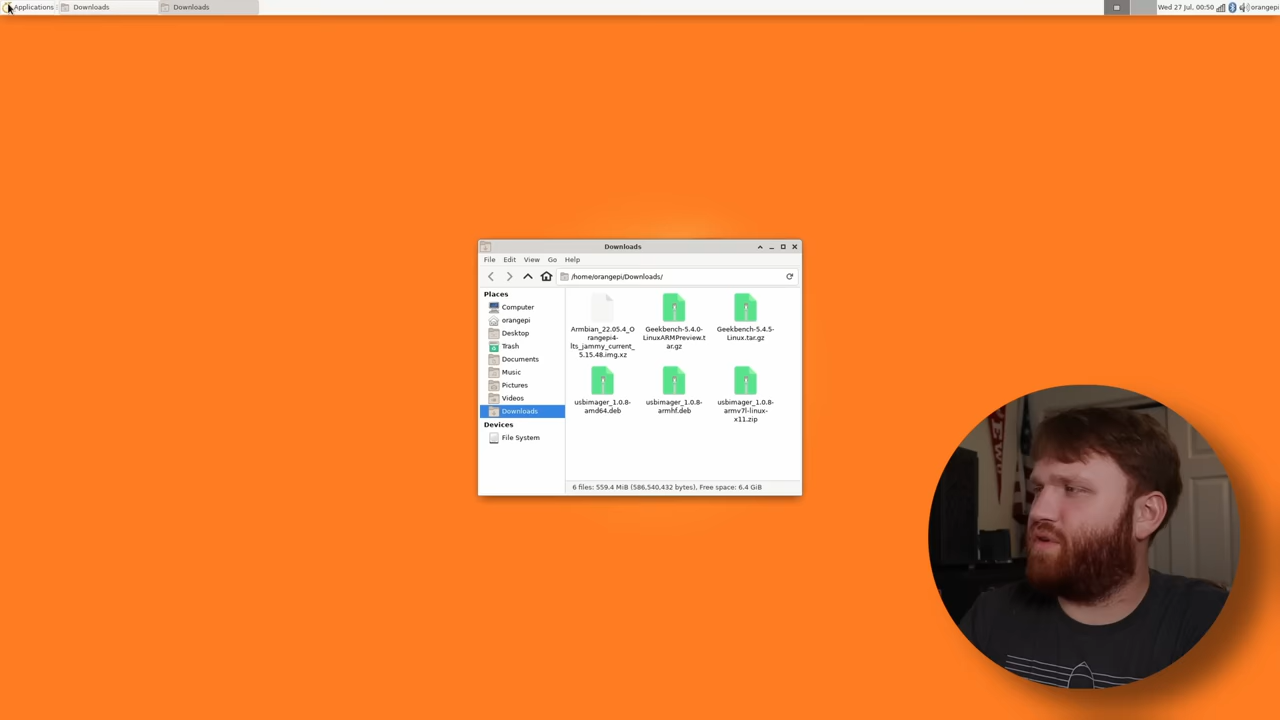 Applications
Downloads
Downloads
Wed 27 Jul, 00:50
orangepi
Downloads
File Edit View Go Help
/home/orangepi/Downloads/
Places
Computer
orangepi
Desktop
Trash
Documents
Music
Pictures
Videos
Downloads
Devices
File System
Armbian_22.05.4_O
rangepi4-
lts_jammy_current_
5.15.48.img.xz
Geekbench-5.4.0-
LinuxARMPreview.t
ar.gz
Geekbench-5.4.5-
Linux.tar.gz
usbimager_1.0.8-
amd64.deb
usbimager_1.0.8-
armhf.deb
usbimager_1.0.8-
armv7l-linux-
x11.zip
6 files: 559.4 MiB (586,540,432 bytes), Free space: 6.4 GiB